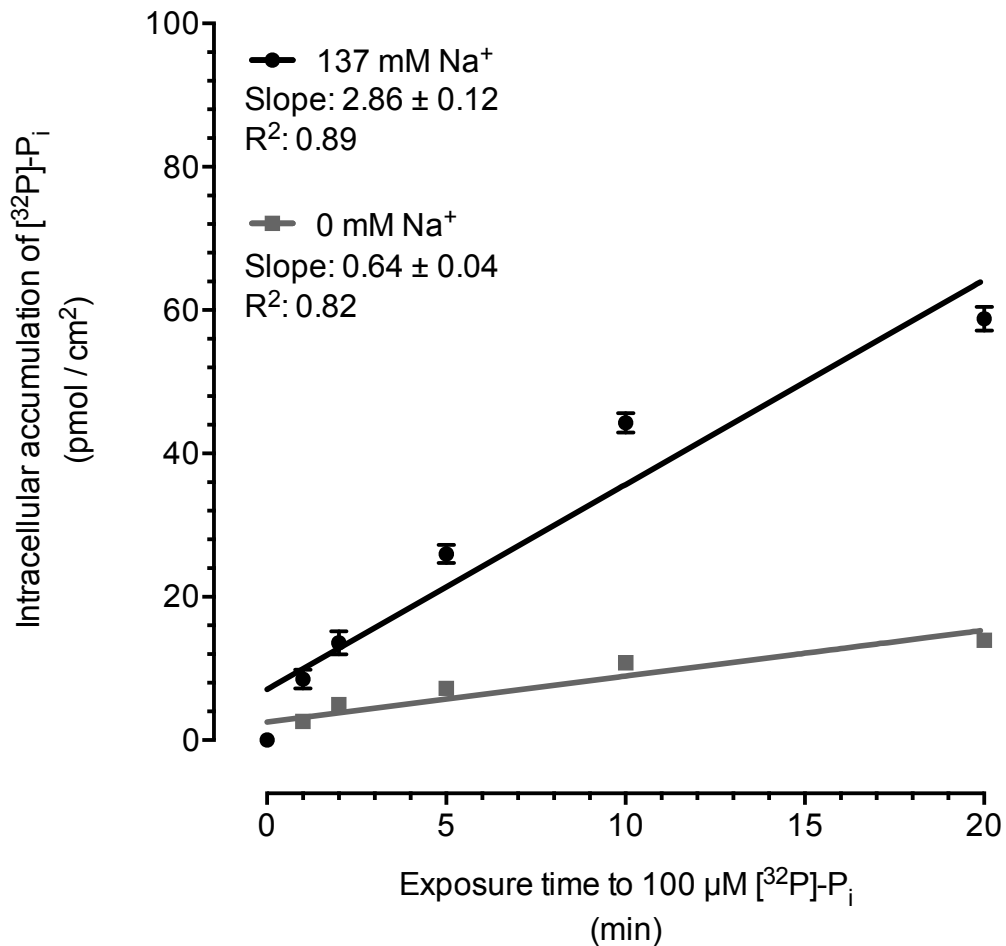 Intracellular accumulation of [³²P]-Pᵢ
(pmol / cm²)
100
80
60
40
20
0
137 mM Na⁺
Slope: 2.86 ± 0.12
R²: 0.89
0 mM Na⁺
Slope: 0.64 ± 0.04
R²: 0.82
0 5 10 15 20
Exposure time to 100 µM [³²P]-Pᵢ
(min)